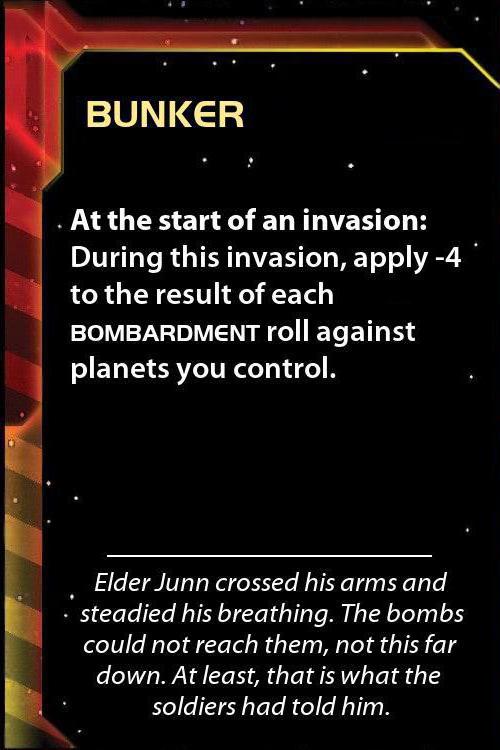 BUNKER
At the start of an invasion:
During this invasion, apply -4
to the result of each
BOMBARDMENT roll against
planets you control.
Elder Junn crossed his arms and
steadied his breathing. The bombs
could not reach them, not this far
down. At least, that is what the
soldiers had told him.